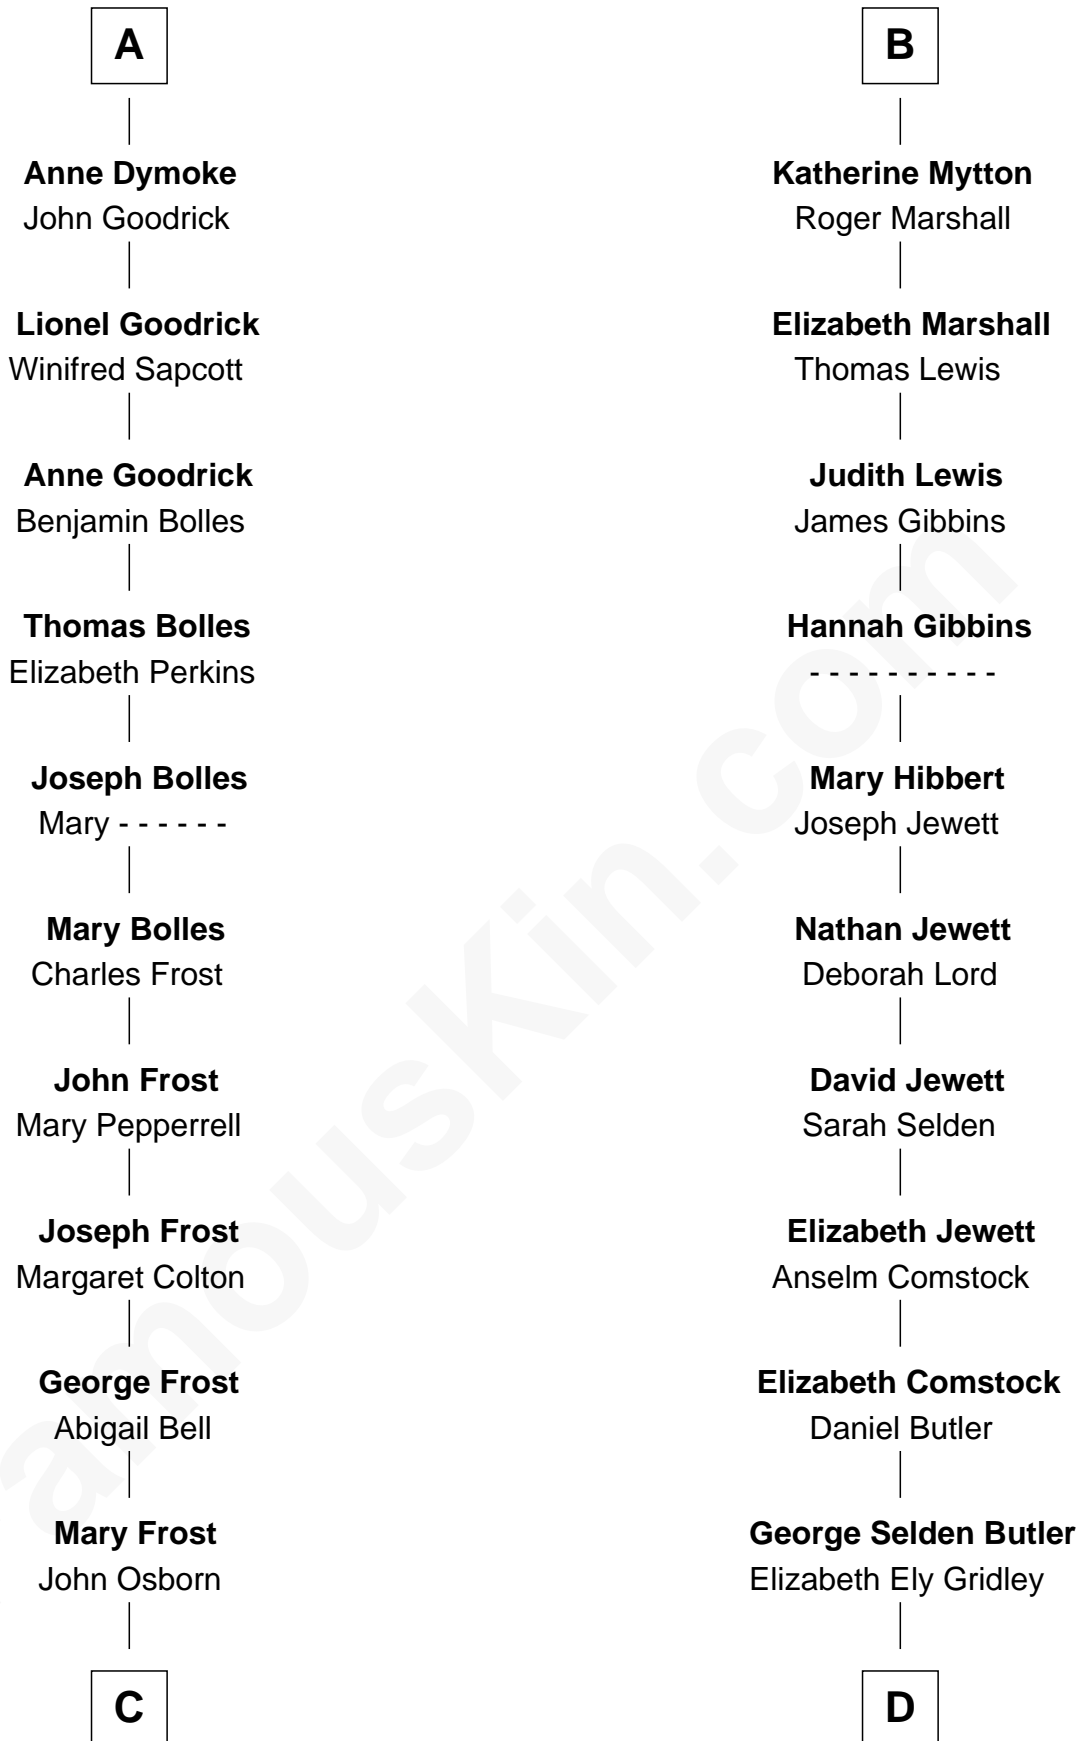 A
Anne Dymoke
John Goodrick
Lionel Goodrick
Winifred Sapcott
Anne Goodrick
Benjamin Bolles
Thomas Bolles
Elizabeth Perkins
Joseph Bolles
Mary - - - - - -
Mary Bolles
Charles Frost
John Frost
Mary Pepperrell
Joseph Frost
Margaret Colton
George Frost
Abigail Bell
Mary Frost
John Osborn
C
B
Katherine Mytton
Roger Marshall
Elizabeth Marshall
Thomas Lewis
Judith Lewis
James Gibbins
Hannah Gibbins
- - - - - - - - - -
Mary Hibbert
Joseph Jewett
Nathan Jewett
Deborah Lord
David Jewett
Sarah Selden
Elizabeth Jewett
Anselm Comstock
Elizabeth Comstock
Daniel Butler
George Selden Butler
Elizabeth Ely Gridley
D
amousKin.com